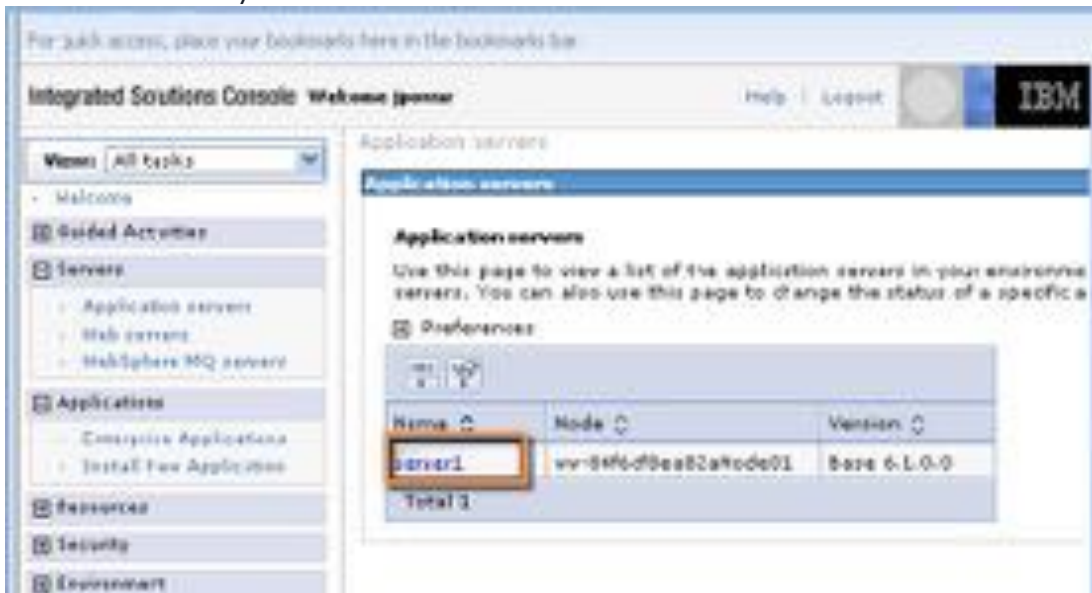 For quick access, place your bookmarks here in the bookmarks bar.
Integrated Solutions Console Welcome
Help | Logout
IBM
View: All tasks
Welcome
Guided Activities
Servers
Application servers
Web servers
WebSphere MQ servers
Applications
Enterprise Applications
Install New Application
Resources
Security
Environment
Application servers
Application servers
Application servers
Use this page to view a list of the application servers in your
servers. You can also use this page to change the status of a specific a
Preferences
Name Node Version
server1 Base 6.1.0.0
Total 1